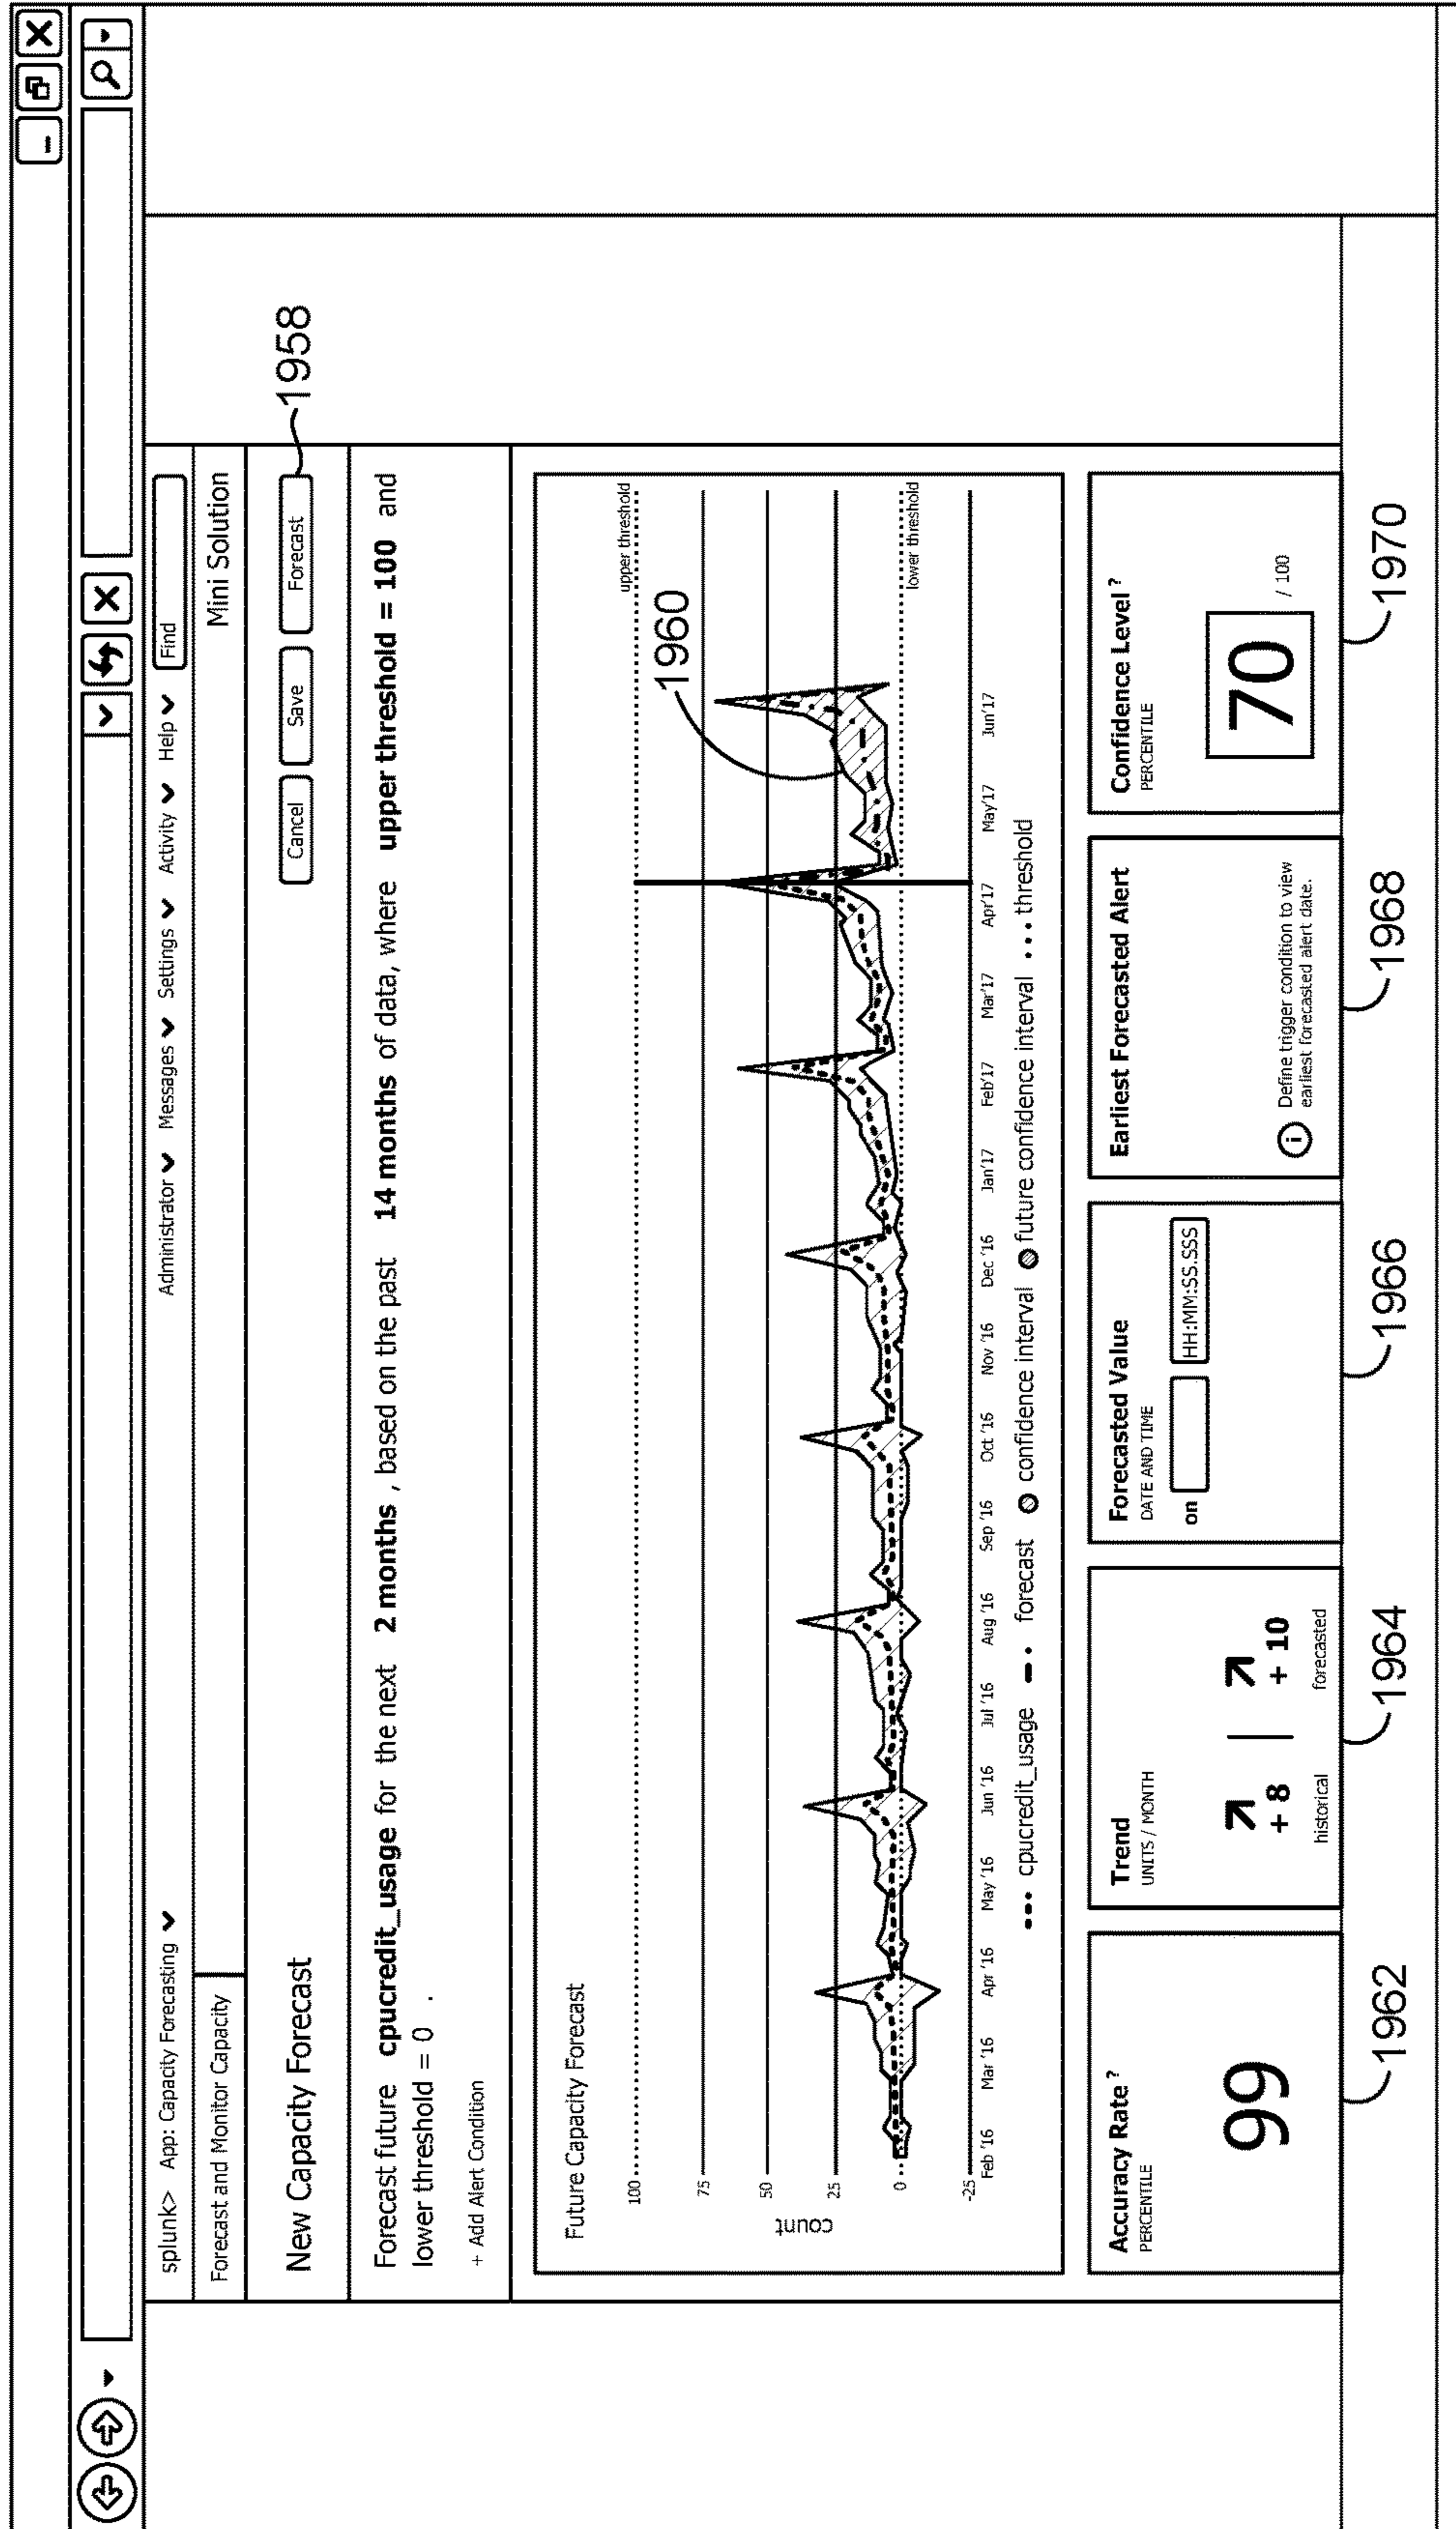 splunk> App: Capacity Forecasting Administrator Messages Settings Activity Help Find
Forecast and Monitor Capacity Mini Solution
New Capacity Forecast Cancel Save Forecast 1958
Forecast future cpucredit_usage for the next 2 months , based on the past 14 months of data, where upper threshold = 100 and
lower threshold = 0 .
+ Add Alert Condition
Future Capacity Forecast
1960
upper threshold
100
75
50
25
0
-25
count
lower threshold
Feb '16 Mar '16 Apr '16 May '16 Jun '16 Jul '16 Aug '16 Sep '16 Oct '16 Nov '16 Dec '16 Jan'17 Feb'17 Mar'17 Apr'17 May'17 Jun'17
cpucredit_usage forecast confidence interval future confidence interval threshold
Accuracy Rate ?
PERCENTILE
99
1962
Trend
UNITS / MONTH
+ 8 | + 10
historical forecasted
1964
Forecasted Value
DATE AND TIME
on HH:MM:SS.SSS
1966
Earliest Forecasted Alert
i Define trigger condition to view
earliest forecasted alert date.
1968
Confidence Level ?
PERCENTILE
70 / 100
1970